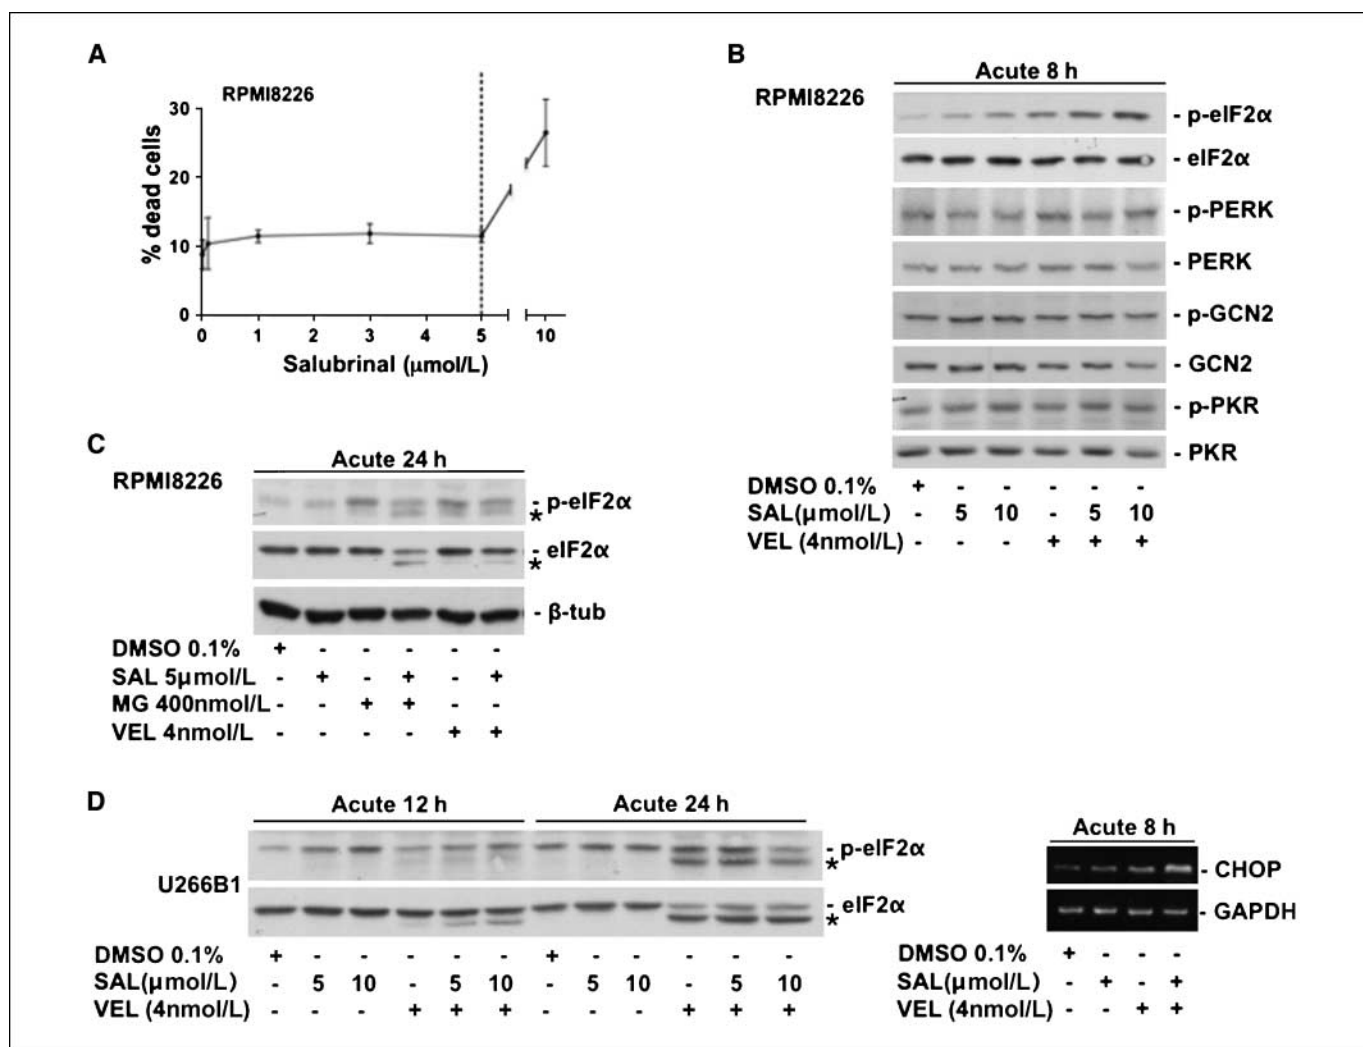 A
RPMI8226
% dead cells
30
20
10
0
0 1 2 3 4 5 10
Salubrinal (μmol/L)
B
RPMI8226
Acute 8 h
- p-eIF2α
- eIF2α
- p-PERK
- PERK
- p-GCN2
- GCN2
- p-PKR
- PKR
DMSO 0.1% + - - - - -
SAL(μmol/L) - 5 10 - 5 10
VEL (4nmol/L) - - - + + +
C
RPMI8226
Acute 24 h
- p-eIF2α
*
- eIF2α
*
- β-tub
DMSO 0.1% + - - - - -
SAL 5μmol/L - + - + - +
MG 400nmol/L - - + + - -
VEL 4nmol/L - - - - + +
D
U266B1
Acute 12 h Acute 24 h
- p-eIF2α
*
- eIF2α
*
DMSO 0.1% + - - - - - + - - - - -
SAL(μmol/L) - 5 10 - 5 10 - 5 10 - 5 10
VEL (4nmol/L) - - - + + + - - - + + +
Acute 8 h
- CHOP
- GAPDH
DMSO 0.1% + - - -
SAL(μmol/L) - + - +
VEL (4nmol/L) - - + +